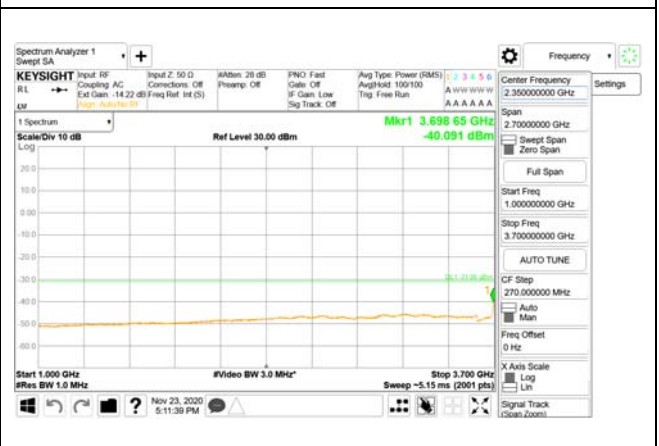 Spectrum Analyzer 1
Swept SA
+
Frequency
KEYSIGHT
RL
Input: RF
Coupling: AC
Ext Gain: -14.22 dB
Align: Auto/No RF
Input Z: 50 Ω
Corrections: Off
Freq Ref: Int (S)
#Atten: 28 dB
Preamp: Off
PNO: Fast
Gate: Off
IF Gain: Low
Sig Track: Off
Avg Type: Power (RMS)
Avg|Hold: 100/100
Trig: Free Run
1 2 3 4 5 6
A W W W W W
A A A A A A
1 Spectrum
Scale/Div 10 dB
Ref Level 30.00 dBm
Mkr1 3.698 65 GHz
-40.091 dBm
Log
20.0
10.0
0.00
-10.0
-20.0
-30.0
-40.0
-50.0
-60.0
1
Start 1.000 GHz
#Video BW 3.0 MHz*
Stop 3.700 GHz
#Res BW 1.0 MHz
Sweep ~5.15 ms (2001 pts)
Nov 23, 2020
5:11:39 PM
?
Center Frequency
2.350000000 GHz
Settings
Span
2.70000000 GHz
Swept Span
Zero Span
Full Span
Start Freq
1.000000000 GHz
Stop Freq
3.700000000 GHz
AUTO TUNE
CF Step
270.000000 MHz
Auto
Man
Freq Offset
0 Hz
X Axis Scale
Log
Lin
Signal Track
(Span Zoom)